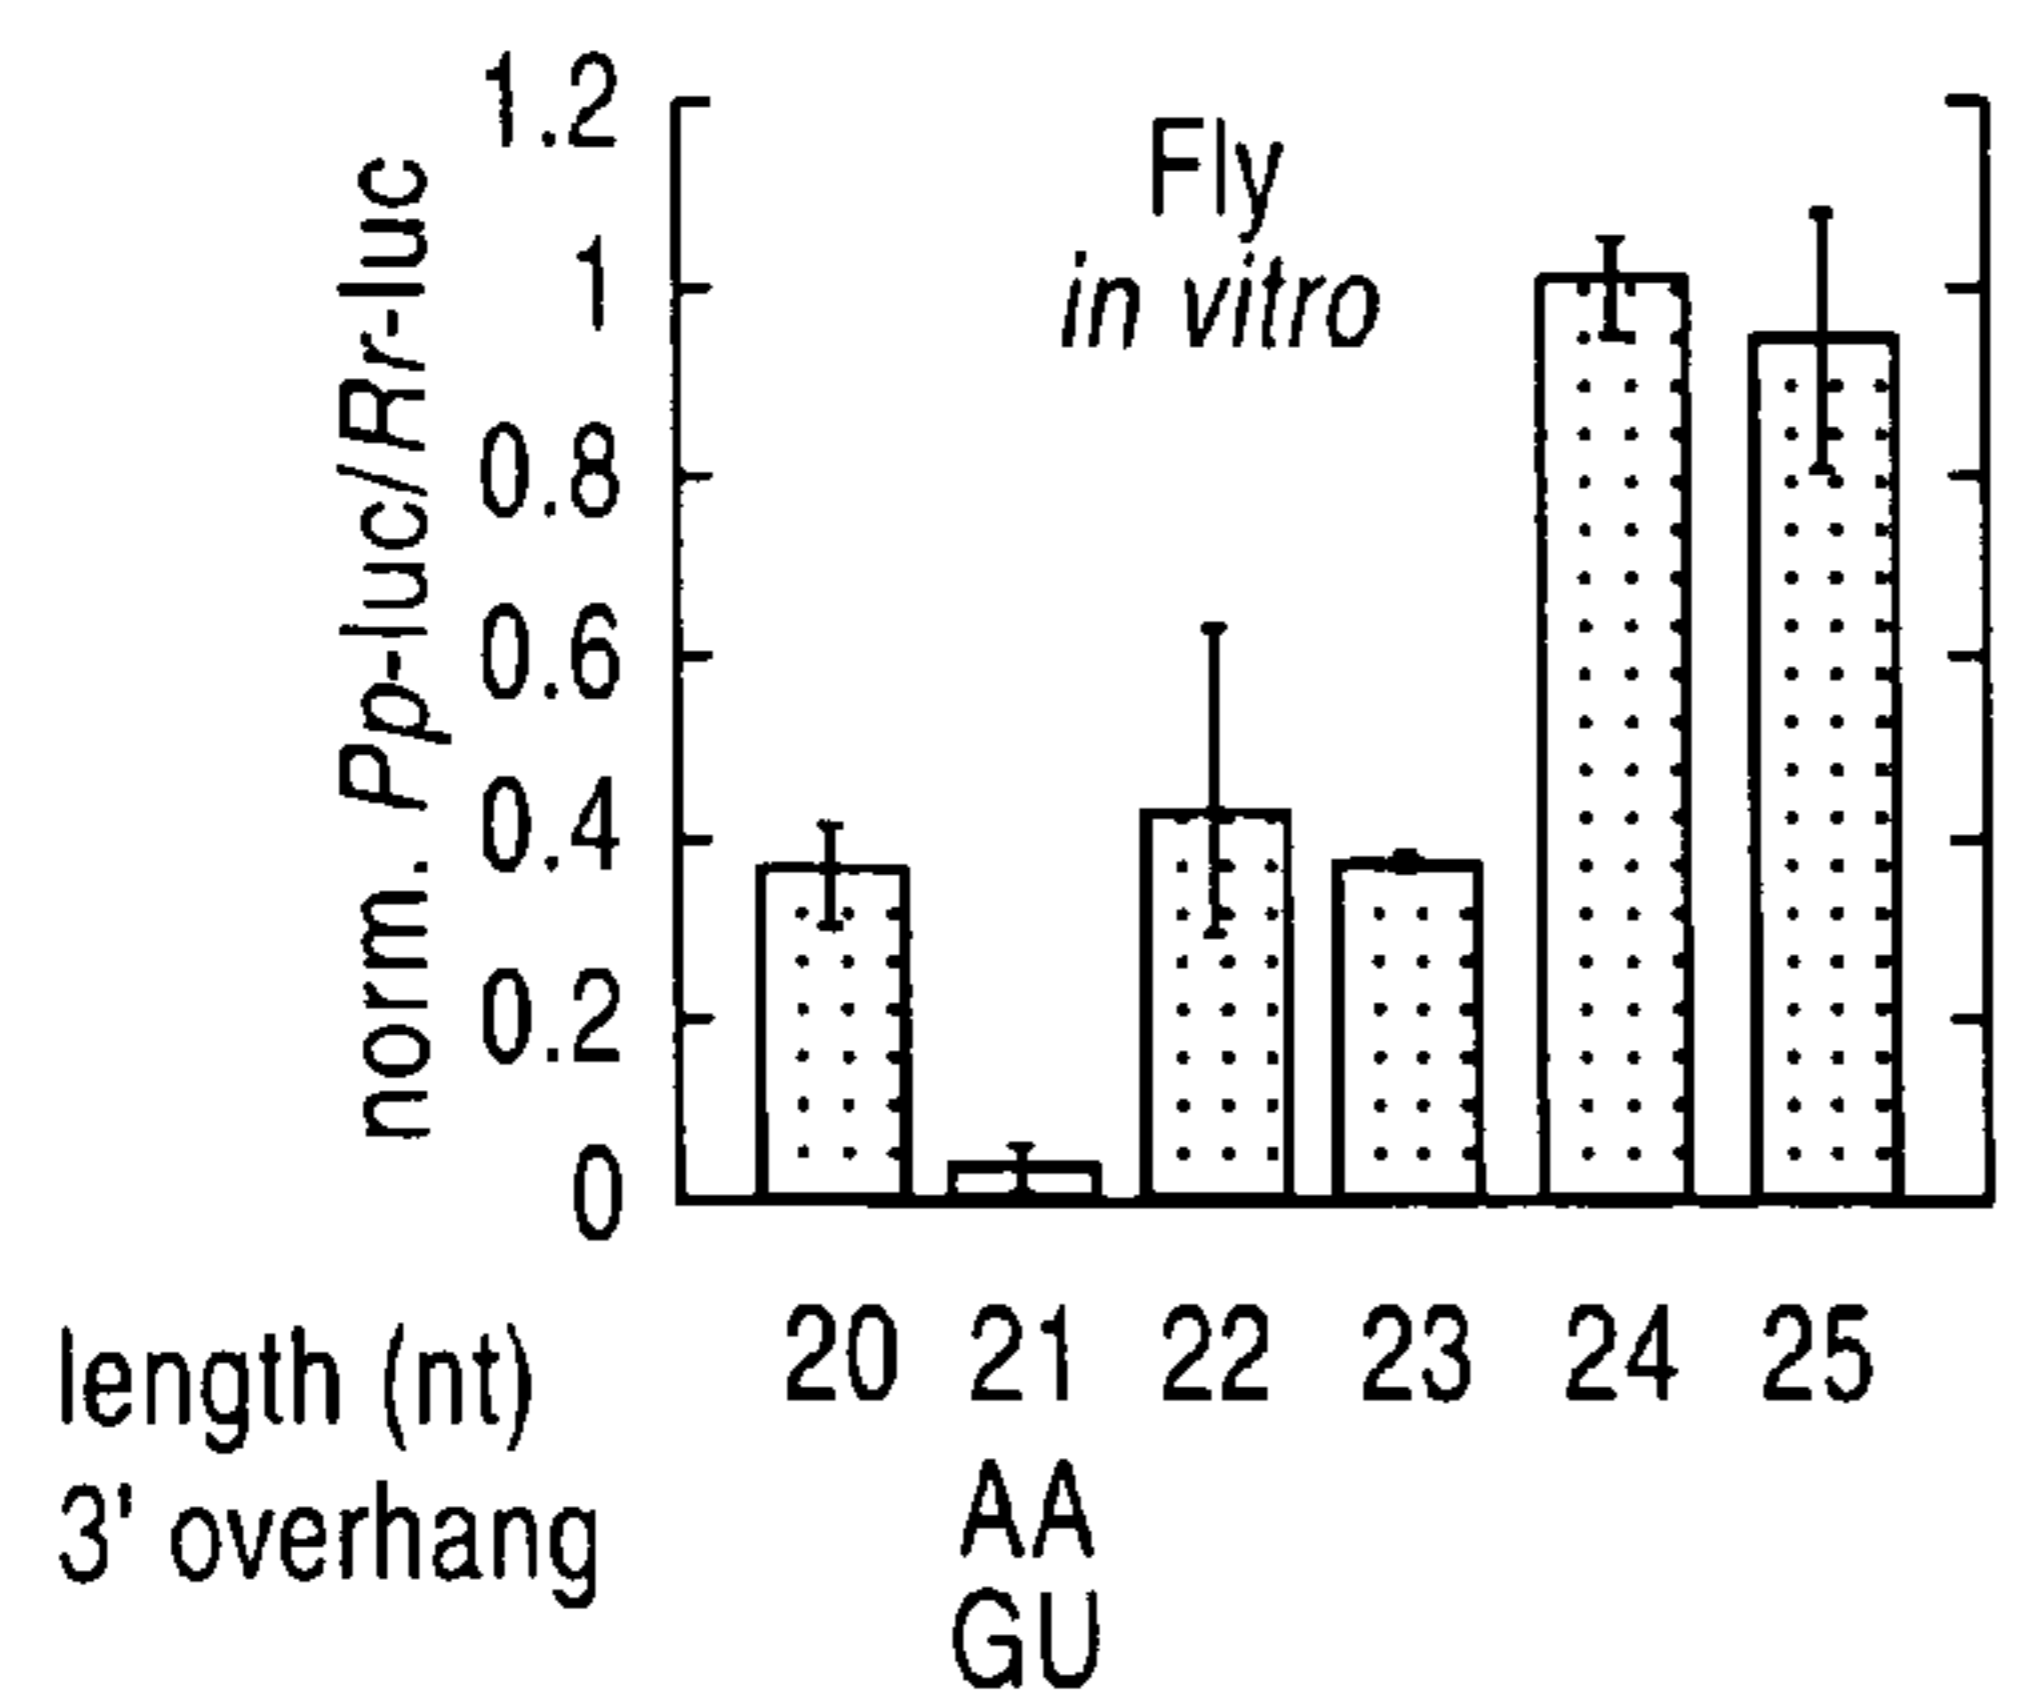 norm. Pp-luc/Rr-luc
1.2
1
0.8
0.6
0.4
0.2
0
Fly
in vitro
length (nt) 20 21 22 23 24 25
3' overhang AA
GU